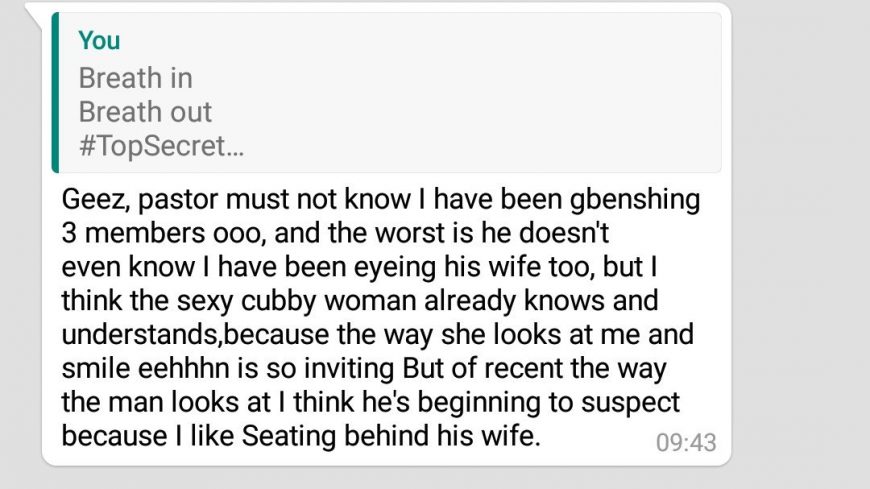 You
Breath in
Breath out
#TopSecret...
Geez, pastor must not know I have been gbenshing
3 members ooo, and the worst is he doesn't
even know I have been eyeing his wife too, but I
think the sexy cubby woman already knows and
understands,because the way she looks at me and
smile eehhhn is so inviting But of recent the way
the man looks at I think he's beginning to suspect
because I like Seating behind his wife.
09:43